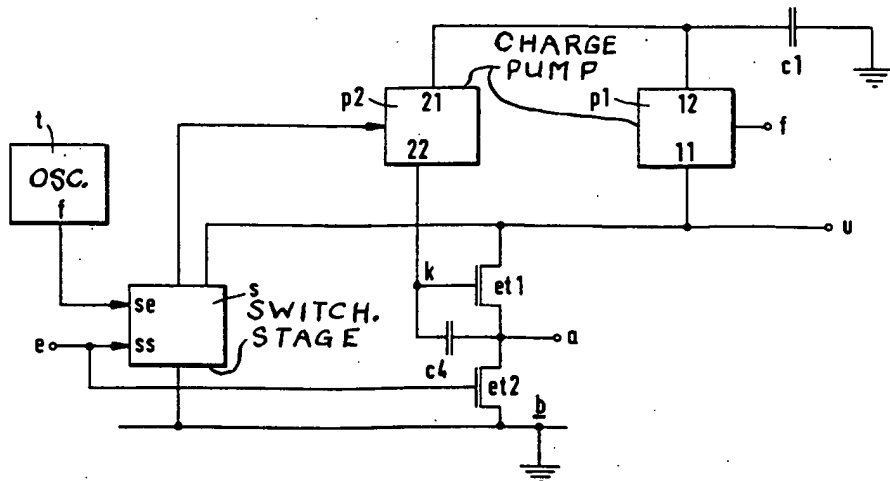 CHARGE
PUMP
c1
p2
21
22
p1
12
11
f
t
OSC.
f
u
k
et1
s
SWITCH.
STAGE
se
ss
e
a
c4
et2
b